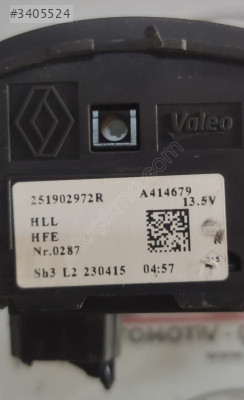 #3405524
Valeo
251902972R A414679
13.5V
HLL
HFE
Nr.0287
R
Sh3 L2 230415 04:57